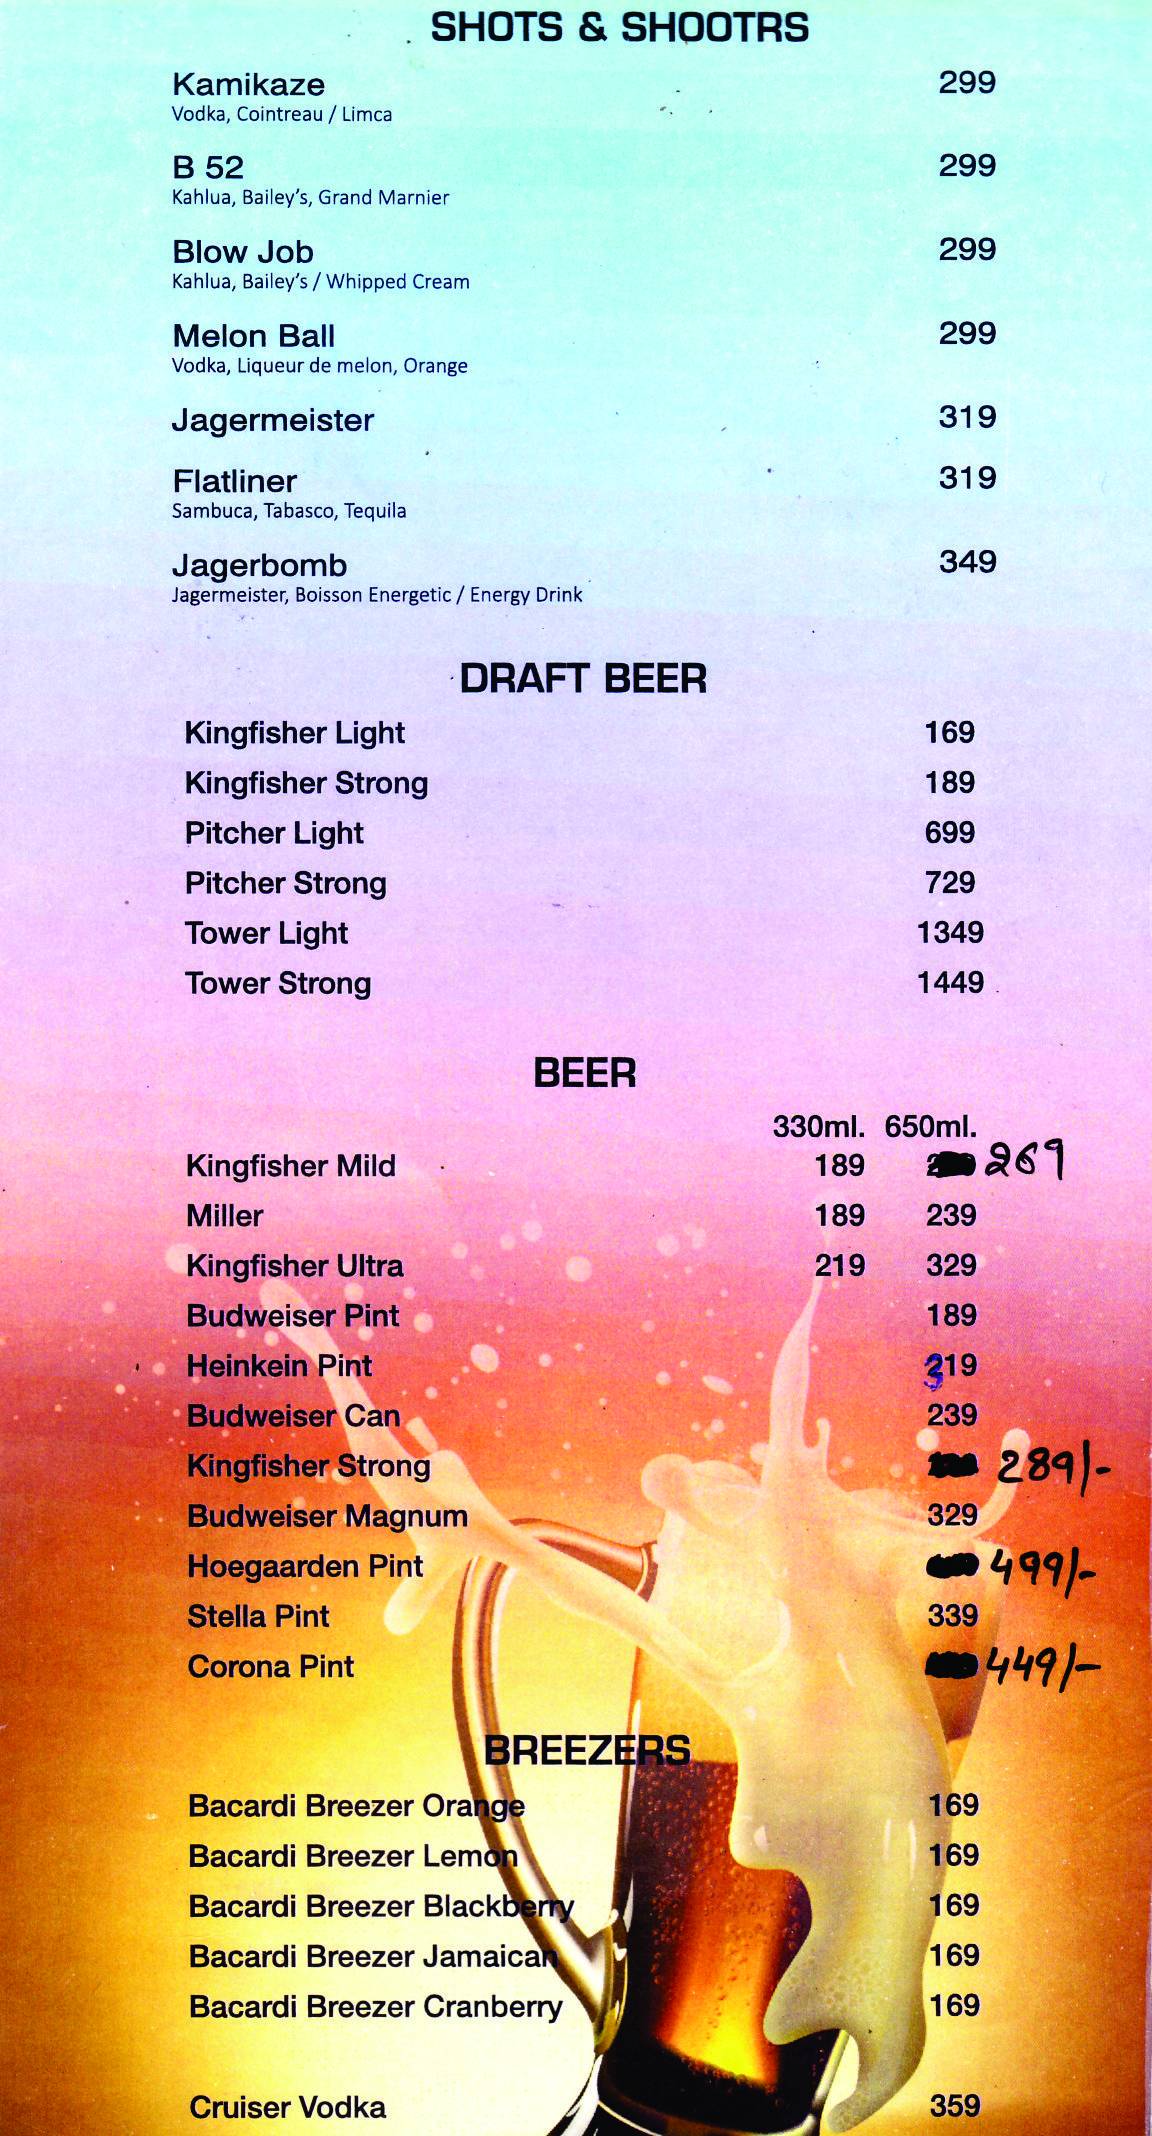 SHOTS & SHOOTRS
Kamikaze 299
Vodka, Cointreau / Limca
B 52 299
Kahlua, Bailey's, Grand Marnier
Blow Job 299
Kahlua, Bailey's / Whipped Cream
Melon Ball 299
Vodka, Liqueur de melon, Orange
Jagermeister 319
Flatliner 319
Sambuca, Tabasco, Tequila
Jagerbomb 349
Jagermeister, Boisson Energetic / Energy Drink
DRAFT BEER
Kingfisher Light 169
Kingfisher Strong 189
Pitcher Light 699
Pitcher Strong 729
Tower Light 1349
Tower Strong 1449
BEER
330ml. 650ml.
Kingfisher Mild 189 269
Miller 189 239
Kingfisher Ultra 219 329
Budweiser Pint 189
Heinkein Pint 319
Budweiser Can 239
Kingfisher Strong 289/-
Budweiser Magnum 329
Hoegaarden Pint 499/-
Stella Pint 339
Corona Pint 449/-
BREEZERS
Bacardi Breezer Orange 169
Bacardi Breezer Lemon 169
Bacardi Breezer Blackberry 169
Bacardi Breezer Jamaican 169
Bacardi Breezer Cranberry 169
Cruiser Vodka 359